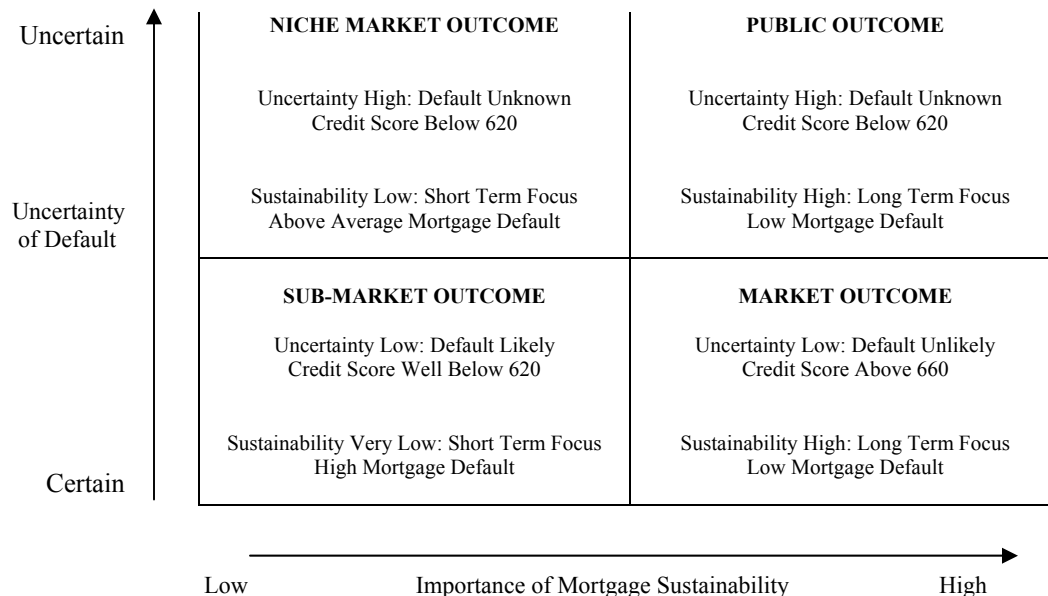 Uncertain
NICHE MARKET OUTCOME
PUBLIC OUTCOME
Uncertainty High: Default Unknown
Credit Score Below 620
Uncertainty High: Default Unknown
Credit Score Below 620
Uncertainty
of Default
Sustainability Low: Short Term Focus
Above Average Mortgage Default
Sustainability High: Long Term Focus
Low Mortgage Default
SUB-MARKET OUTCOME
MARKET OUTCOME
Uncertainty Low: Default Likely
Credit Score Well Below 620
Uncertainty Low: Default Unlikely
Credit Score Above 660
Sustainability Very Low: Short Term Focus
High Mortgage Default
Sustainability High: Long Term Focus
Low Mortgage Default
Certain
Low
Importance of Mortgage Sustainability
High